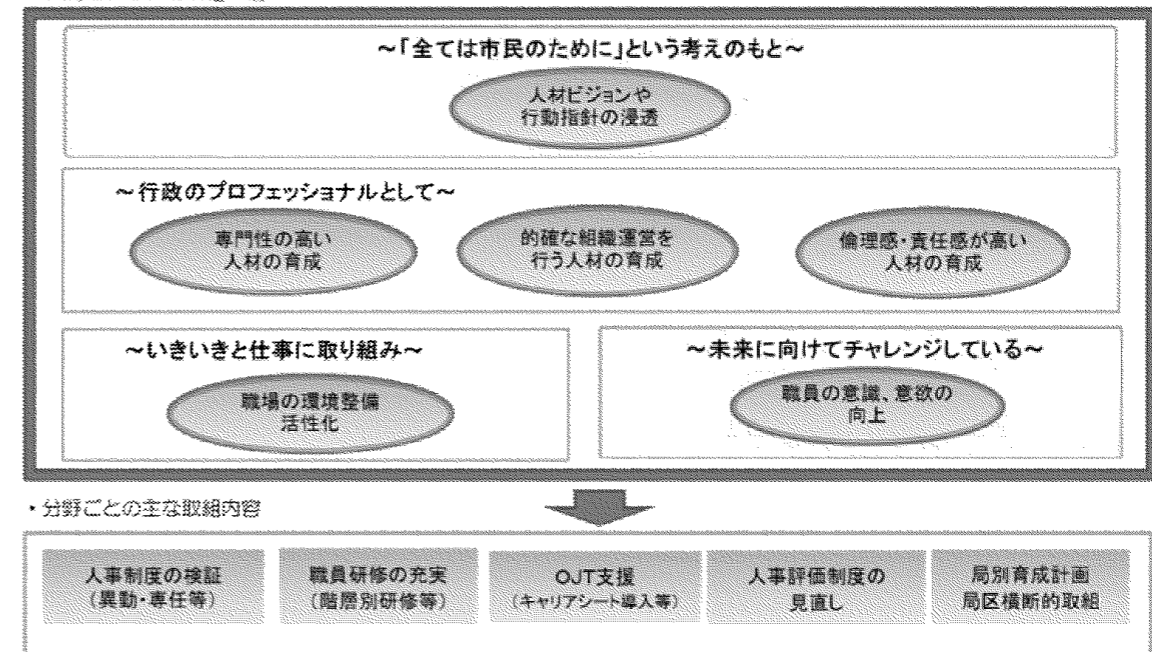 ～「全ては市民のために」という考えのもと～
人材ビジョンや
行動指針の浸透
～行政のプロフェッショナルとして～
専門性の高い
人材の育成
的確な組織運営を
行う人材の育成
倫理感・責任感が高い
人材の育成
～いきいきと仕事に取り組み～
職場の環境整備
活性化
～未来に向けてチャレンジしている～
職員の意識、意欲の
向上
・分野ごとの主な取組内容
人事制度の検証
（異動・専任等）
職員研修の充実
（階層別研修等）
OJT支援
（キャリアシート導入等）
人事評価制度の
見直し
局別育成計画
局区横断的取組